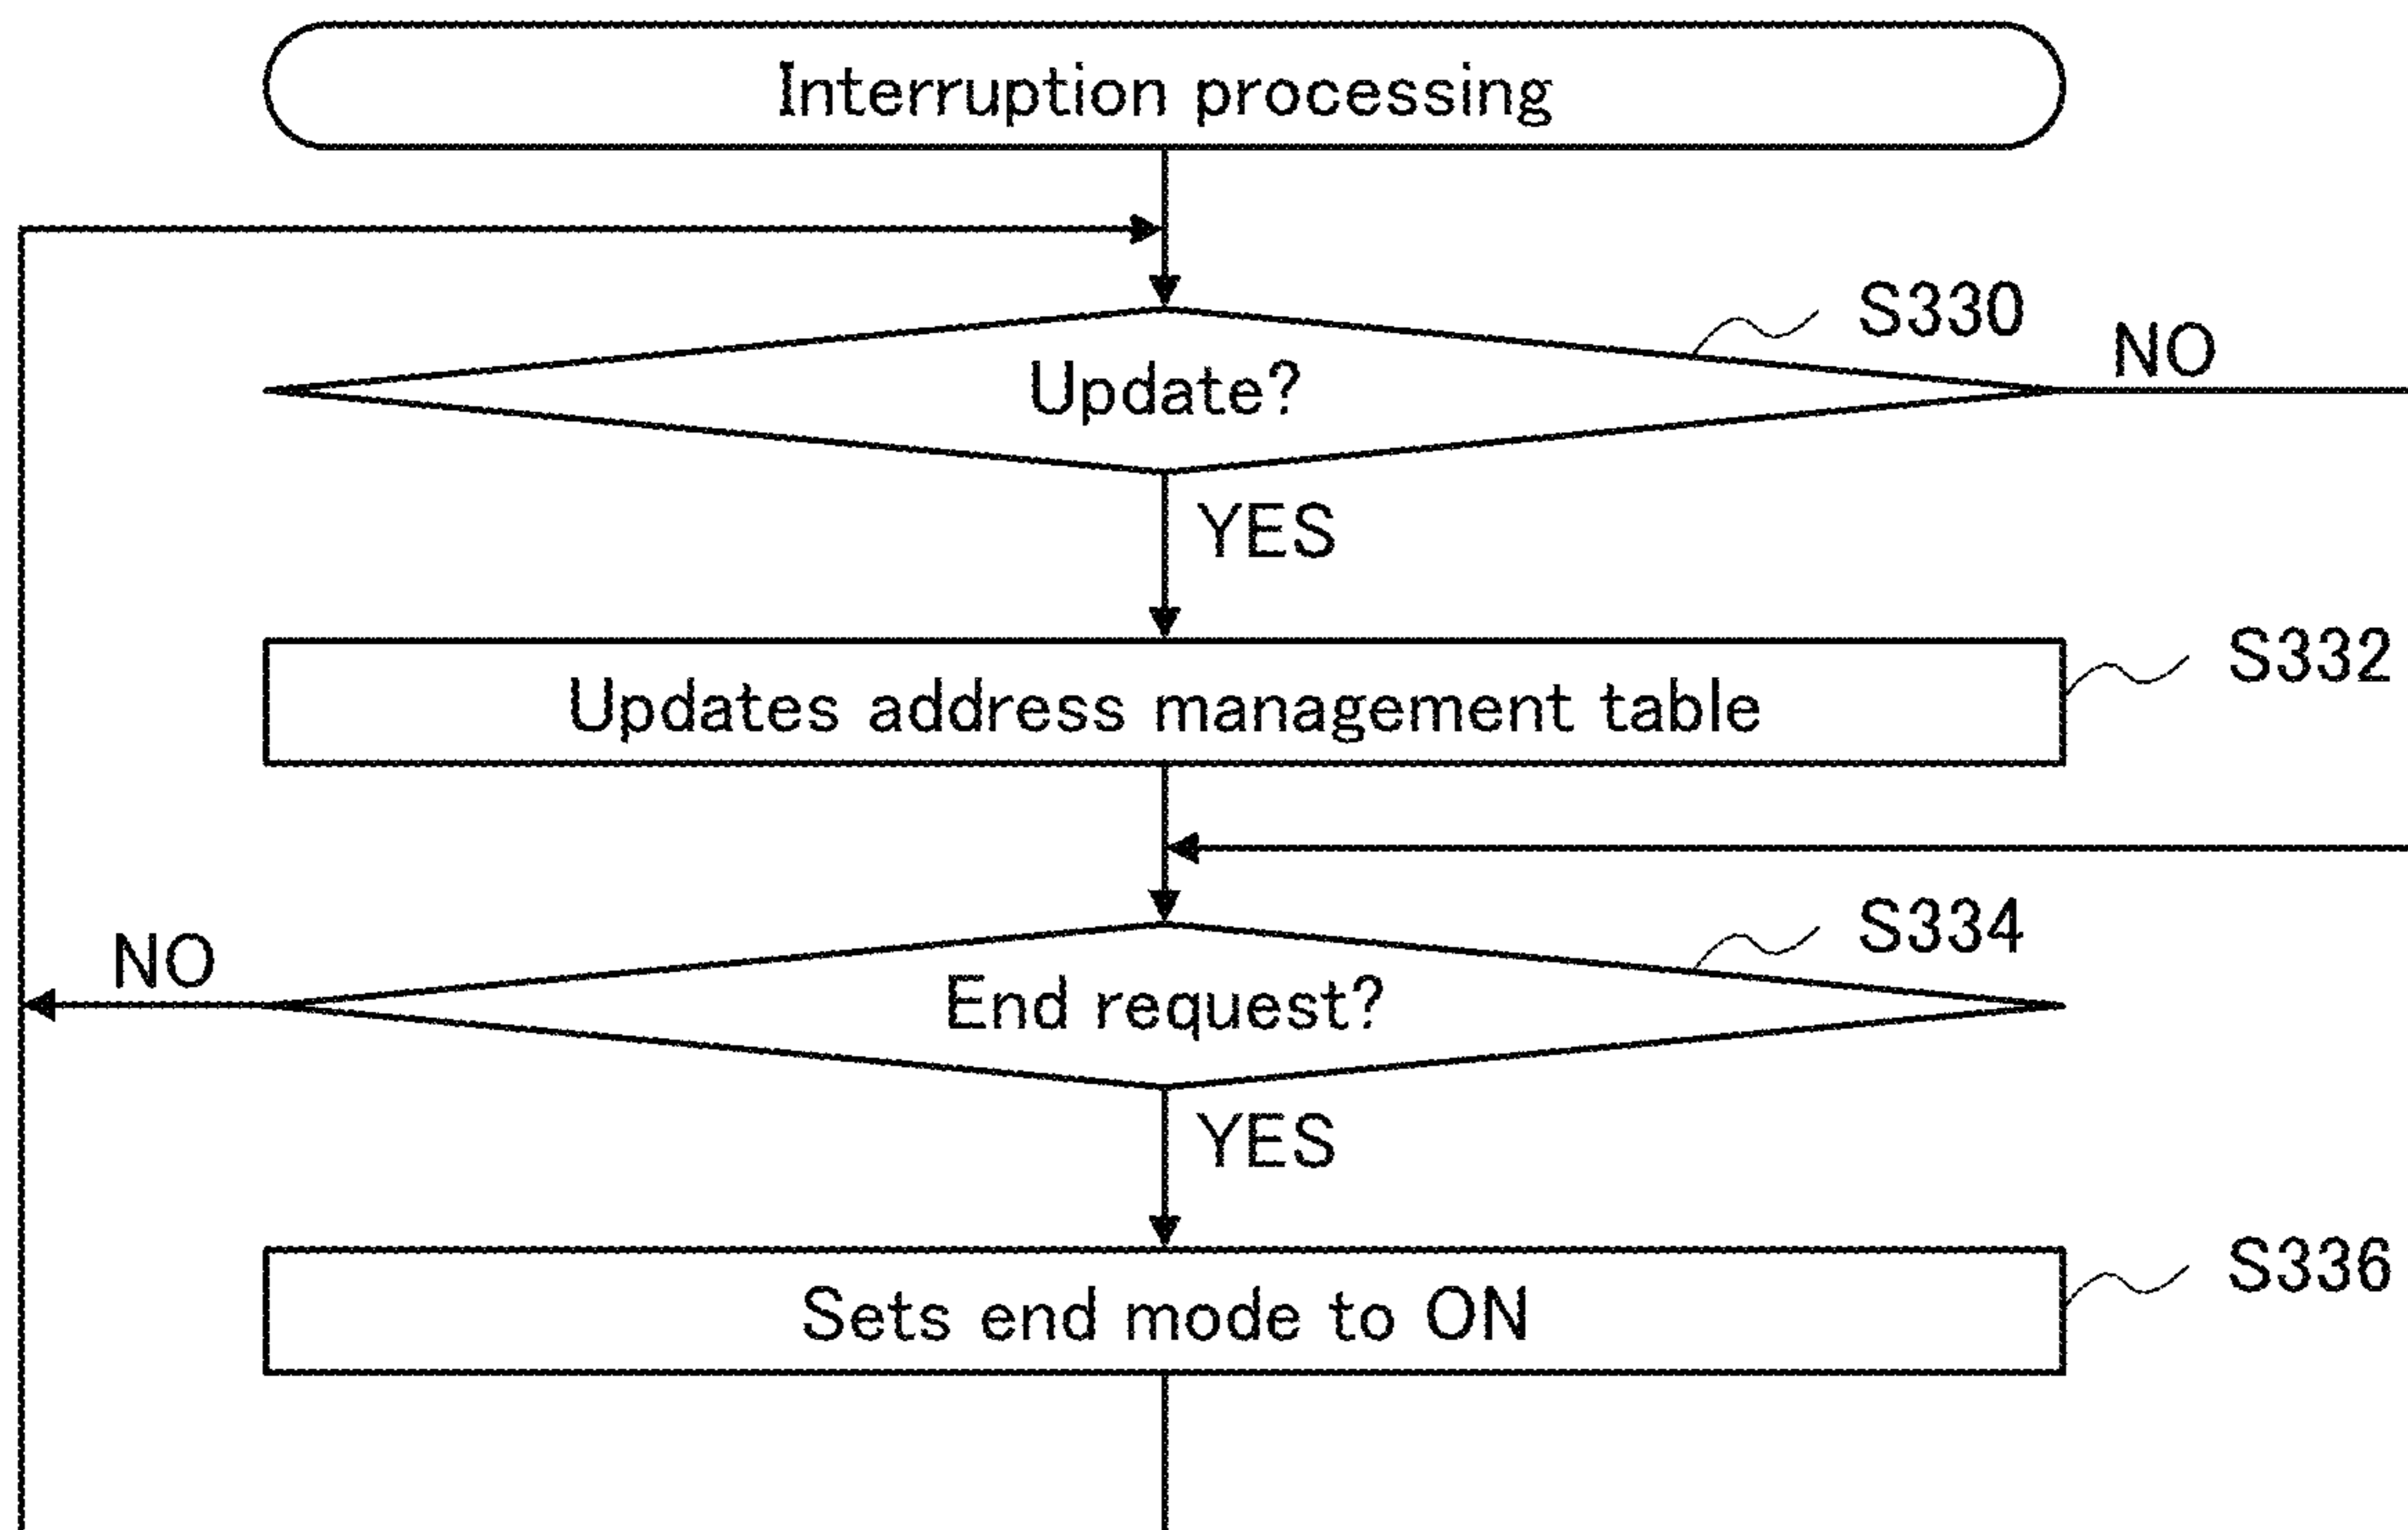 Interruption processing
S330
NO
Update?
YES
S332
Updates address management table
S334
NO
End request?
YES
S336
Sets end mode to ON